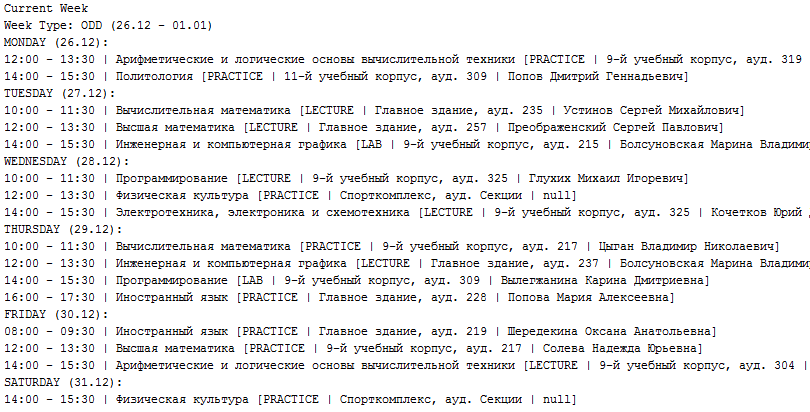 Current Week
Week Type: ODD (26.12 - 01.01)
MONDAY (26.12):
12:00 - 13:30 | Арифметические и логические основы вычислительной техники [PRACTICE | 9-й учебный корпус, ауд. 319
14:00 - 15:30 | Политология [PRACTICE | 11-й учебный корпус, ауд. 309 | Попов Дмитрий Геннадьевич]
TUESDAY (27.12):
10:00 - 11:30 | Вычислительная математика [LECTURE | Главное здание, ауд. 235 | Устинов Сергей Михайлович]
12:00 - 13:30 | Высшая математика [LECTURE | Главное здание, ауд. 257 | Преображенский Сергей Павлович]
14:00 - 15:30 | Инженерная и компьютерная графика [LAB | 9-й учебный корпус, ауд. 215 | Болсуновская Марина Владими
WEDNESDAY (28.12):
10:00 - 11:30 | Программирование [LECTURE | 9-й учебный корпус, ауд. 325 | Глухих Михаил Игоревич]
12:00 - 13:30 | Физическая культура [PRACTICE | Спорткомплекс, ауд. Секции | null]
14:00 - 15:30 | Электротехника, электроника и схемотехника [LECTURE | 9-й учебный корпус, ауд. 325 | Кочетков Юрий
THURSDAY (29.12):
10:00 - 11:30 | Вычислительная математика [PRACTICE | 9-й учебный корпус, ауд. 217 | Цыган Владимир Николаевич]
12:00 - 13:30 | Инженерная и компьютерная графика [LECTURE | Главное здание, ауд. 237 | Болсуновская Марина Владими
14:00 - 15:30 | Программирование [LAB | 9-й учебный корпус, ауд. 309 | Вылегжанина Карина Дмитриевна]
16:00 - 17:30 | Иностранный язык [PRACTICE | Главное здание, ауд. 228 | Попова Мария Алексеевна]
FRIDAY (30.12):
08:00 - 09:30 | Иностранный язык [PRACTICE | Главное здание, ауд. 219 | Шередекина Оксана Анатольевна]
12:00 - 13:30 | Высшая математика [PRACTICE | 9-й учебный корпус, ауд. 217 | Солева Надежда Юрьевна]
14:00 - 15:30 | Арифметические и логические основы вычислительной техники [LECTURE | 9-й учебный корпус, ауд. 304 |
SATURDAY (31.12):
14:00 - 15:30 | Физическая культура [PRACTICE | Спорткомплекс, ауд. Секции | null]